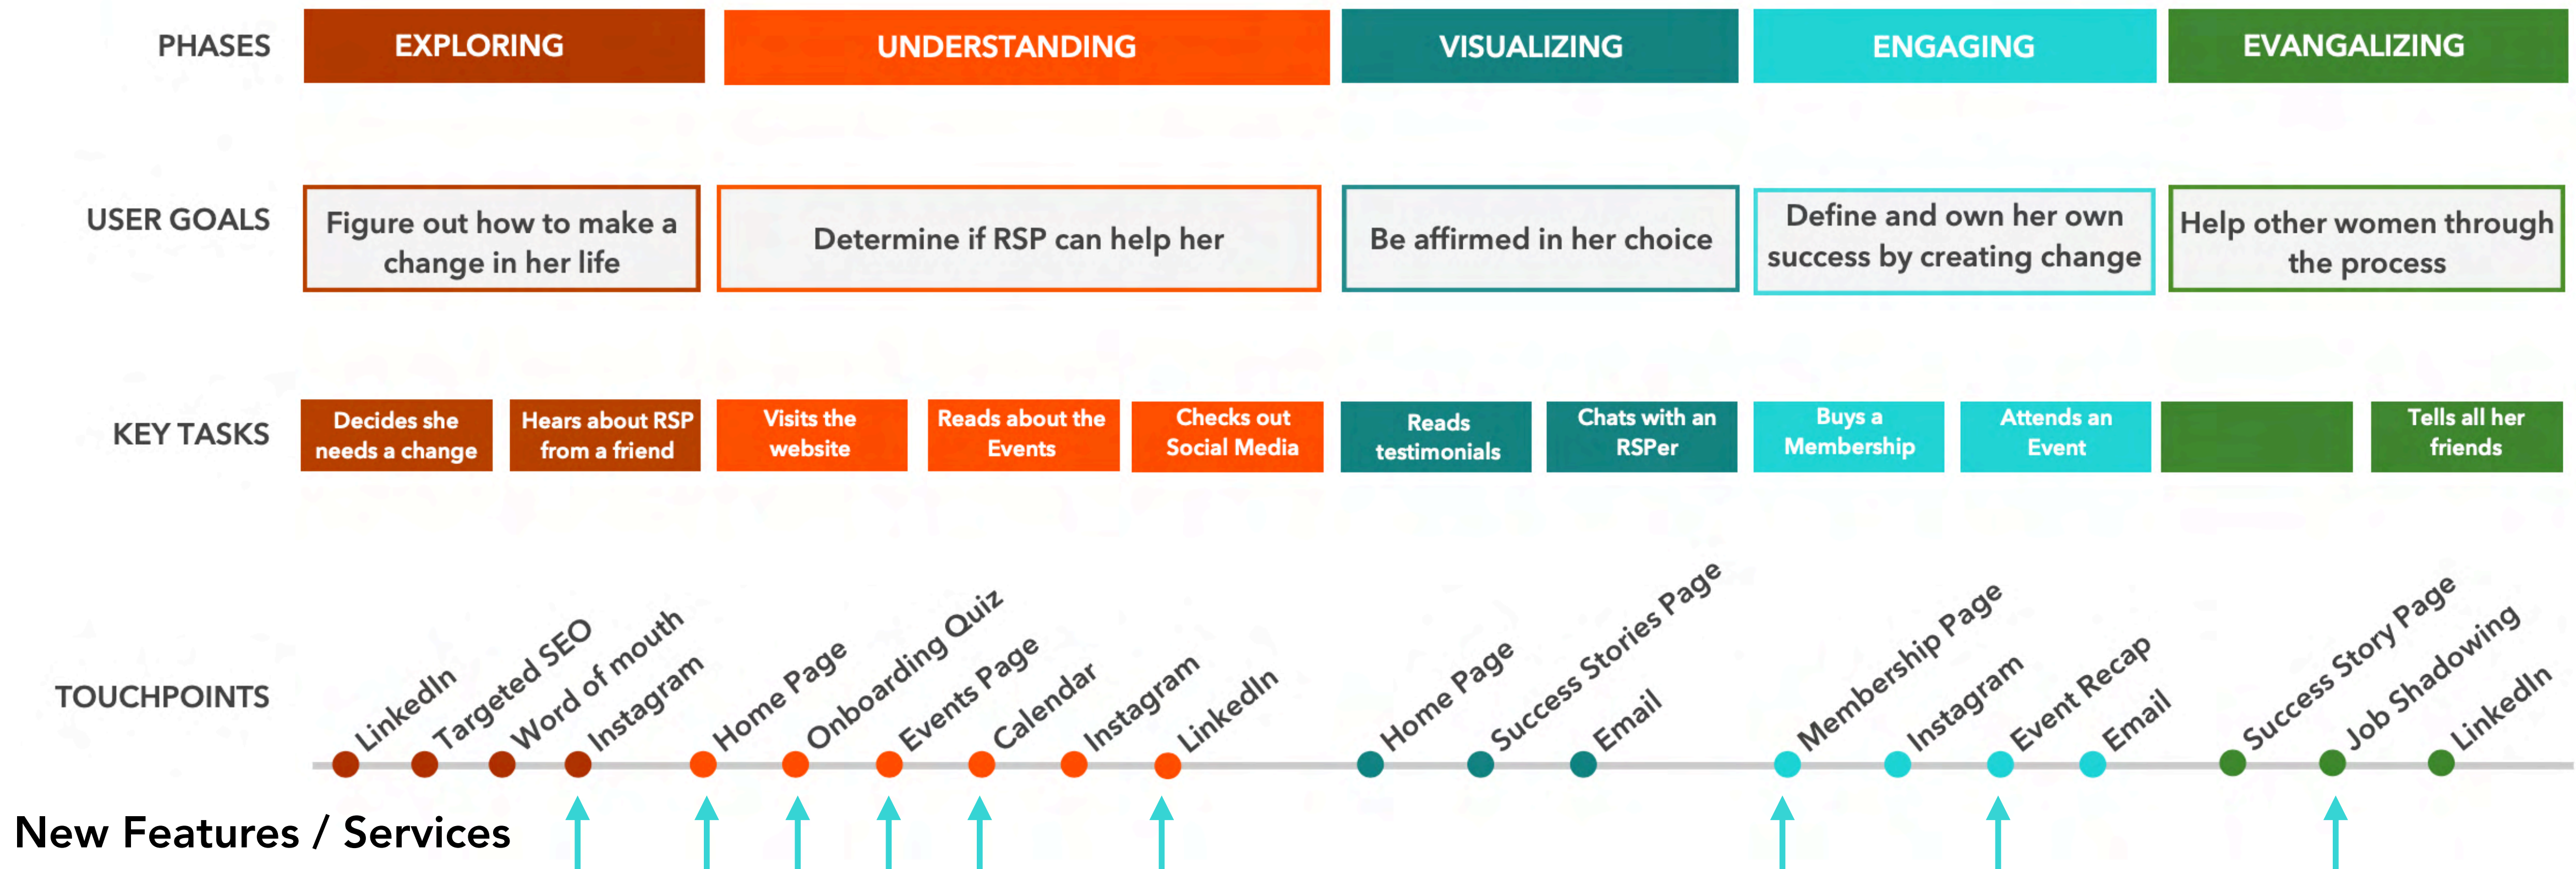 PHASES
EXPLORING
UNDERSTANDING
VISUALIZING
ENGAGING
EVANGALIZING
USER GOALS
Figure out how to make a
change in her life
Determine if RSP can help her
Be affirmed in her choice
Define and own her own
success by creating change
Help other women through
the process
KEY TASKS
Decides she
needs a change
Hears about RSP
from a friend
Visits the
website
Reads about the
Events
Checks out
Social Media
Reads
testimonials
Chats with an
RSPer
Buys a
Membership
Attends an
Event
Tells all her
friends
TOUCHPOINTS
LinkedIn
Targeted SEO
Word of mouth
Instagram
Home Page
Onboarding Quiz
Events Page
Calendar
Instagram
LinkedIn
Home Page
Success Stories Page
Email
Membership Page
Instagram
Event Recap
Email
Success Story Page
Job Shadowing
LinkedIn
New Features / Services